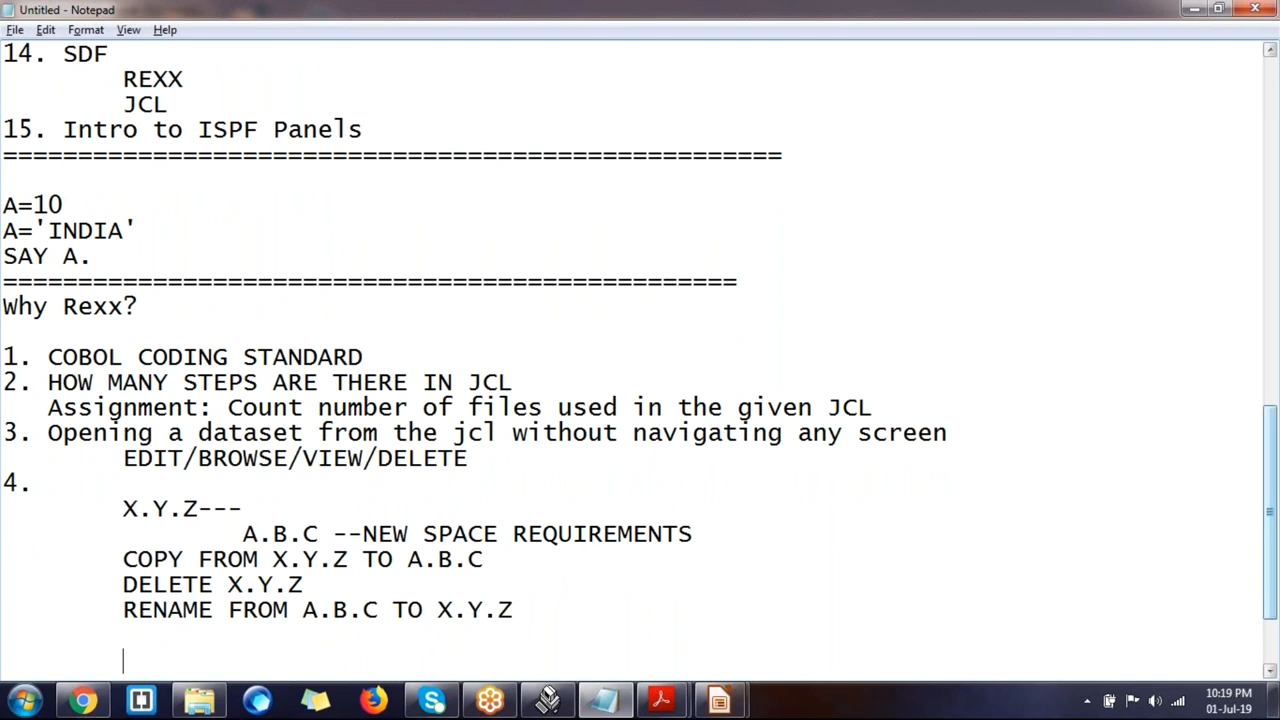 Untitled - Notepad
File Edit Format View Help
14. SDF
REXX
JCL
15. Intro to ISPF Panels
====================================================
A=10
A='INDIA'
SAY A.
=================================================
Why Rexx?
1. COBOL CODING STANDARD
2. HOW MANY STEPS ARE THERE IN JCL
Assignment: Count number of files used in the given JCL
3. Opening a dataset from the jcl without navigating any screen
EDIT/BROWSE/VIEW/DELETE
4.
X.Y.Z---
A.B.C --NEW SPACE REQUIREMENTS
COPY FROM X.Y.Z TO A.B.C
DELETE X.Y.Z
RENAME FROM A.B.C TO X.Y.Z
10:19 PM
01-Jul-19